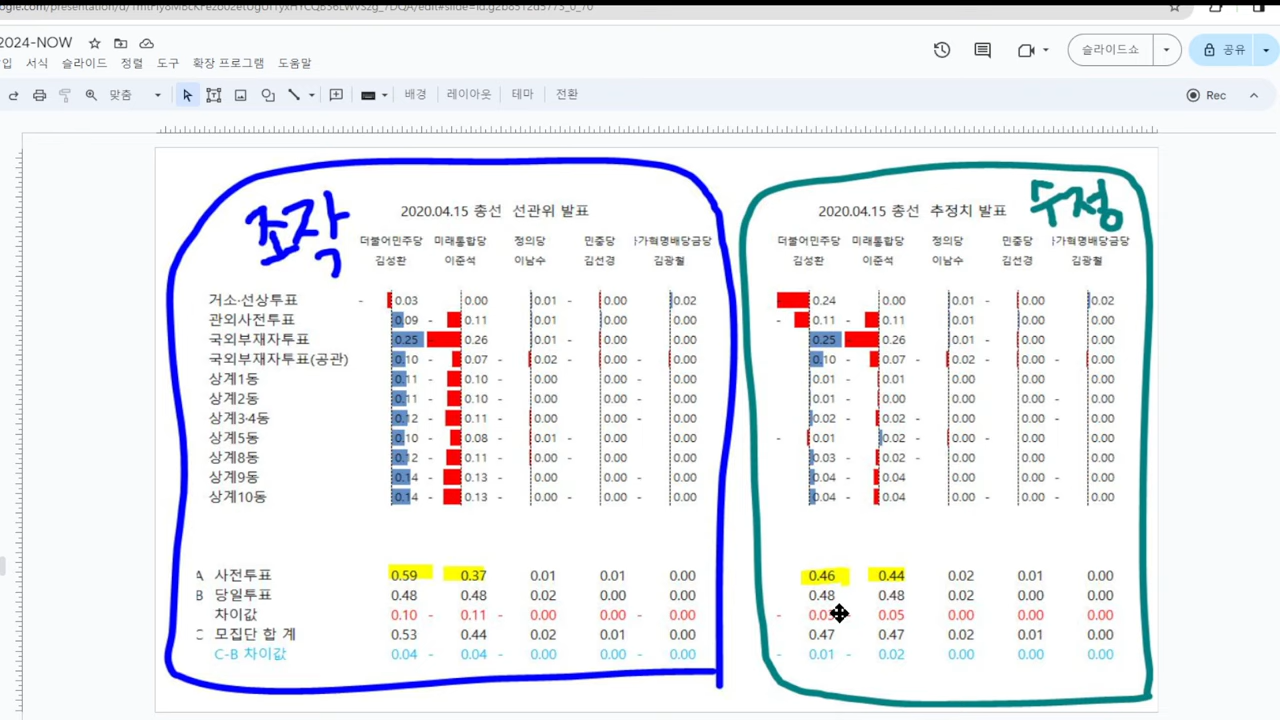 2024-NOW
서식 슬라이드 정렬 도구 확장 프로그램 도움말
슬라이드쇼 공유
맞춤 배경 레이아웃 테마 전환 Rec
조작
2020.04.15 총선 선관위 발표
더불어민주당 미래통합당 정의당 민중당 가혁명배당금당
김성환 이준석 이남수 김선경 김광철
거소·선상투표 - 0.03 0.00 0.01 - 0.00 0.02
관외사전투표 0.09 - 0.11 0.01 0.00 0.00
국외부재자투표 0.25 - 0.26 0.01 - 0.00 0.00
국외부재자투표(공관) 0.10 - 0.07 - 0.02 - 0.00 - 0.00
상계1동 0.11 - 0.10 0.00 0.00 0.00
상계2동 0.11 - 0.10 0.00 0.00 - 0.00
상계3·4동 0.12 - 0.11 - 0.00 0.00 - 0.00
상계5동 0.10 - 0.08 - 0.01 - 0.00 0.00
상계8동 0.12 - 0.11 - 0.00 0.00 - 0.00
상계9동 0.14 - 0.13 0.00 - 0.00 - 0.00
상계10동 0.14 - 0.13 0.00 - 0.00 - 0.00
A 사전투표 0.59 0.37 0.01 0.01 0.00
B 당일투표 0.48 0.48 0.02 0.00 0.00
차이값 0.10 - 0.11 - 0.00 0.00 - 0.00
C 모집단 합 계 0.53 0.44 0.02 0.01 0.00
C-B 차이값 0.04 - 0.04 - 0.00 0.00 - 0.00
수정
2020.04.15 총선 추정치 발표
더불어민주당 미래통합당 정의당 민중당 가혁명배당금당
김성환 이준석 이남수 김선경 김광철
- 0.24 0.00 0.01 - 0.00 0.02
- 0.11 - 0.11 0.01 0.00 0.00
0.25 - 0.26 0.01 - 0.00 0.00
0.10 - 0.07 - 0.02 - 0.00 - 0.00
0.01 - 0.01 0.00 0.00 0.00
0.01 - 0.00 0.00 0.00 - 0.00
0.02 - 0.02 - 0.00 0.00 - 0.00
- 0.01 0.02 - 0.00 - 0.00 0.00
0.03 - 0.02 - 0.00 0.00 - 0.00
0.04 - 0.04 0.00 - 0.00 - 0.00
0.04 - 0.04 0.00 - 0.00 - 0.00
0.46 0.44 0.02 0.01 0.00
0.48 0.48 0.02 0.00 0.00
0.05 - 0.00 0.00 - 0.00
0.47 0.47 0.02 0.01 0.00
- 0.01 - 0.02 - 0.00 0.00 - 0.00